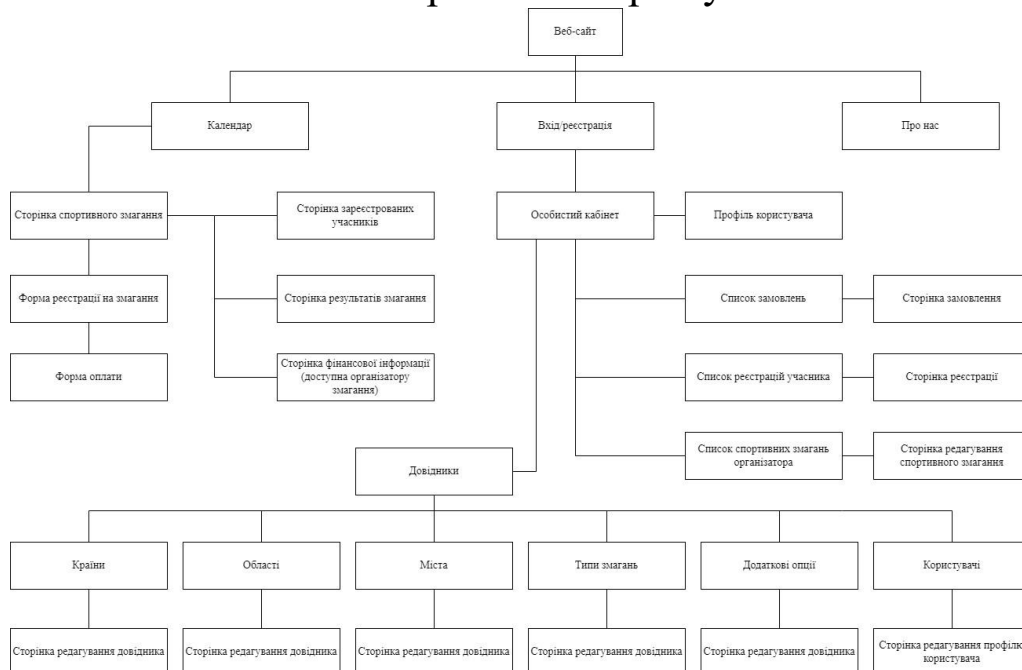 Веб-сайт
Календар
Вхід/реєстрація
Про нас
Сторінка спортивного змагання
Сторінка зареєстрованих
учасників
Особистий кабінет
Профіль користувача
Форма реєстрації на змагання
Сторінка результатів змагання
Список замовлень
Сторінка замовлення
Форма оплати
Сторінка фінансової інформації
(доступна організатору
змагання)
Список реєстрацій учасника
Сторінка реєстрації
Список спортивних змагань
організатора
Сторінка редагування
спортивного змагання
Довідники
Країни
Області
Міста
Типи змагань
Додаткові опції
Користувачі
Сторінка редагування довідника
Сторінка редагування довідника
Сторінка редагування довідника
Сторінка редагування довідника
Сторінка редагування довідника
Сторінка редагування профілю
користувача